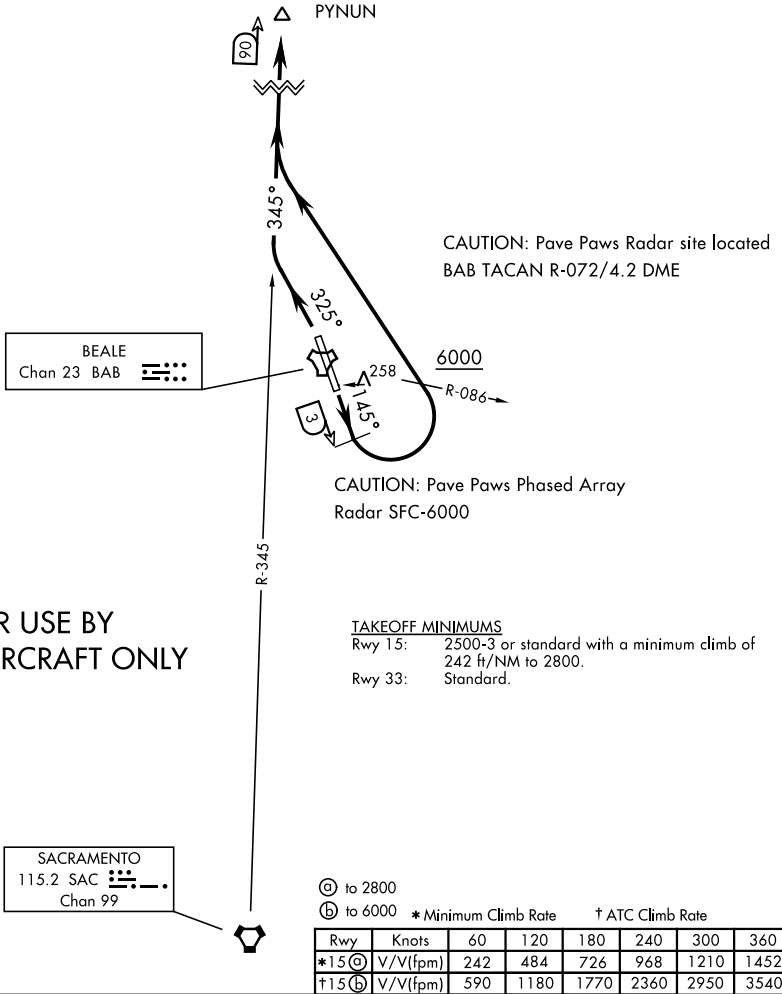 PYNUN
90
345°
CAUTION: Pave Paws Radar site located
BAB TACAN R-072/4.2 DME
325°
BEALE
Chan 23 BAB
6000
258
R-086
145°
3
CAUTION: Pave Paws Phased Array
Radar SFC-6000
R-345
R USE BY
RCRAFT ONLY
TAKEOFF MINIMUMS
Rwy 15: 2500-3 or standard with a minimum climb of
242 ft/NM to 2800.
Rwy 33: Standard.
SACRAMENTO
115.2 SAC
Chan 99
ⓐ to 2800
ⓑ to 6000 * Minimum Climb Rate † ATC Climb Rate
Rwy Knots 60 120 180 240 300 360
*15ⓐ V/V(fpm) 242 484 726 968 1210 1452
†15ⓑ V/V(fpm) 590 1180 1770 2360 2950 3540